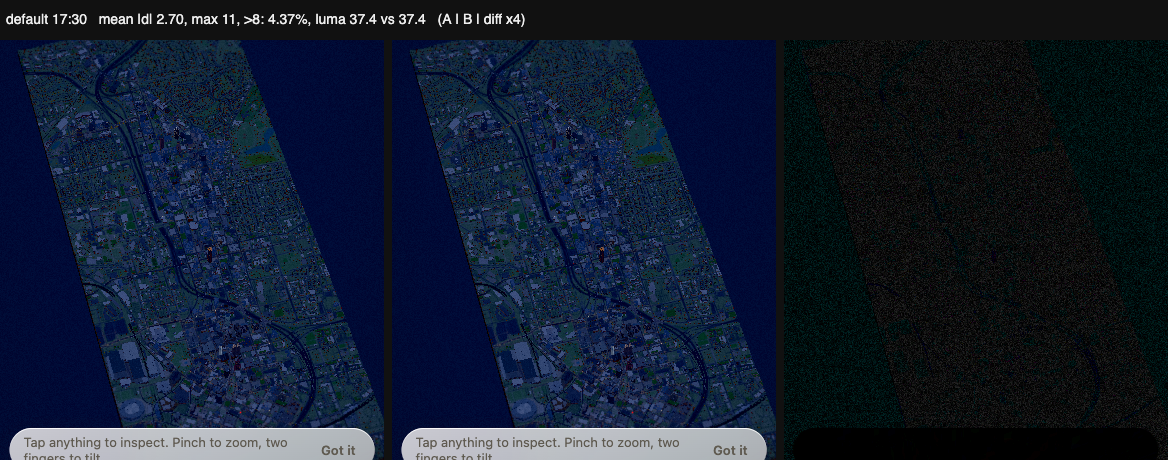 default 17:30 mean |d| 2.70, max 11, >8: 4.37%, luma 37.4 vs 37.4 (A | B | diff x4)
Tap anything to inspect. Pinch to zoom, two
fingers to tilt
Got it
Tap anything to inspect. Pinch to zoom, two
fingers to tilt
Got it